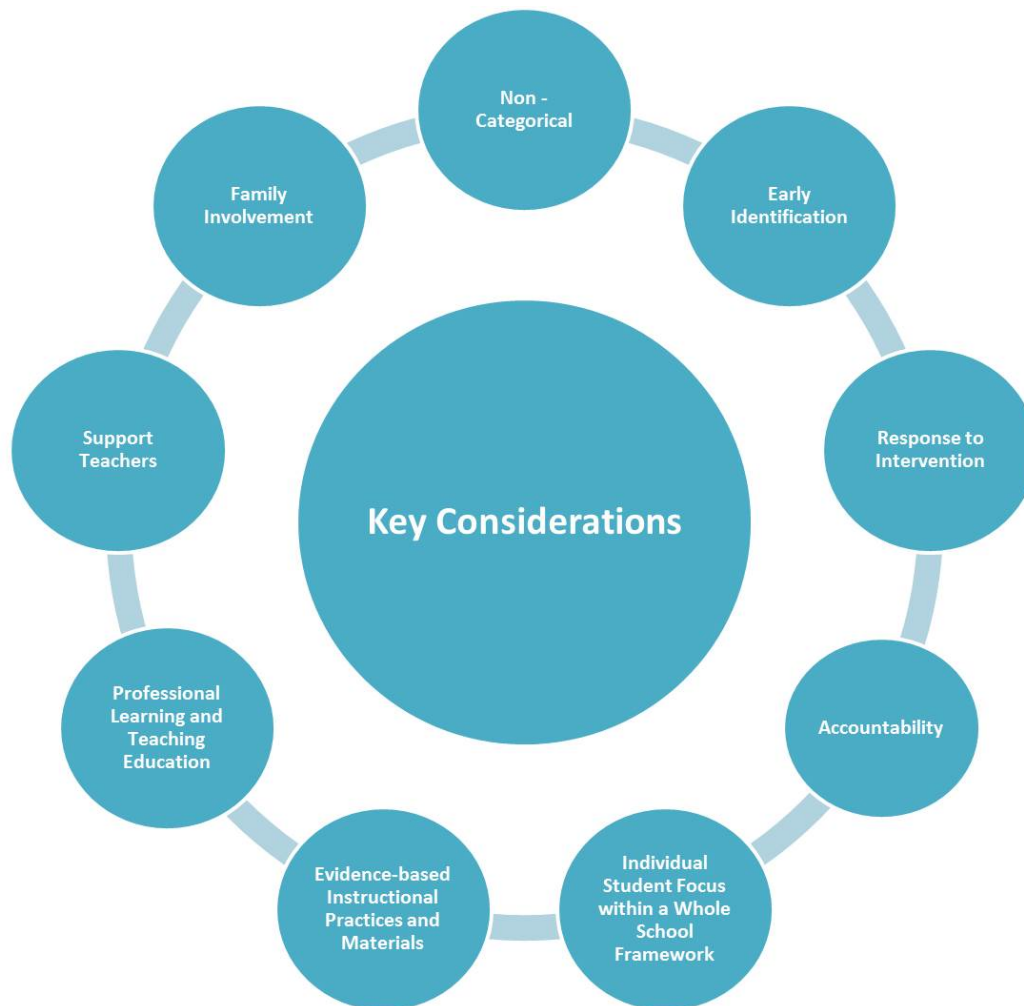 Non -
Categorical
Early
Identification
Response to
Intervention
Accountability
Individual
Student Focus
within a Whole
School
Framework
Evidence-based
Instructional
Practices and
Materials
Professional
Learning and
Teaching
Education
Support
Teachers
Family
Involvement
Key Considerations